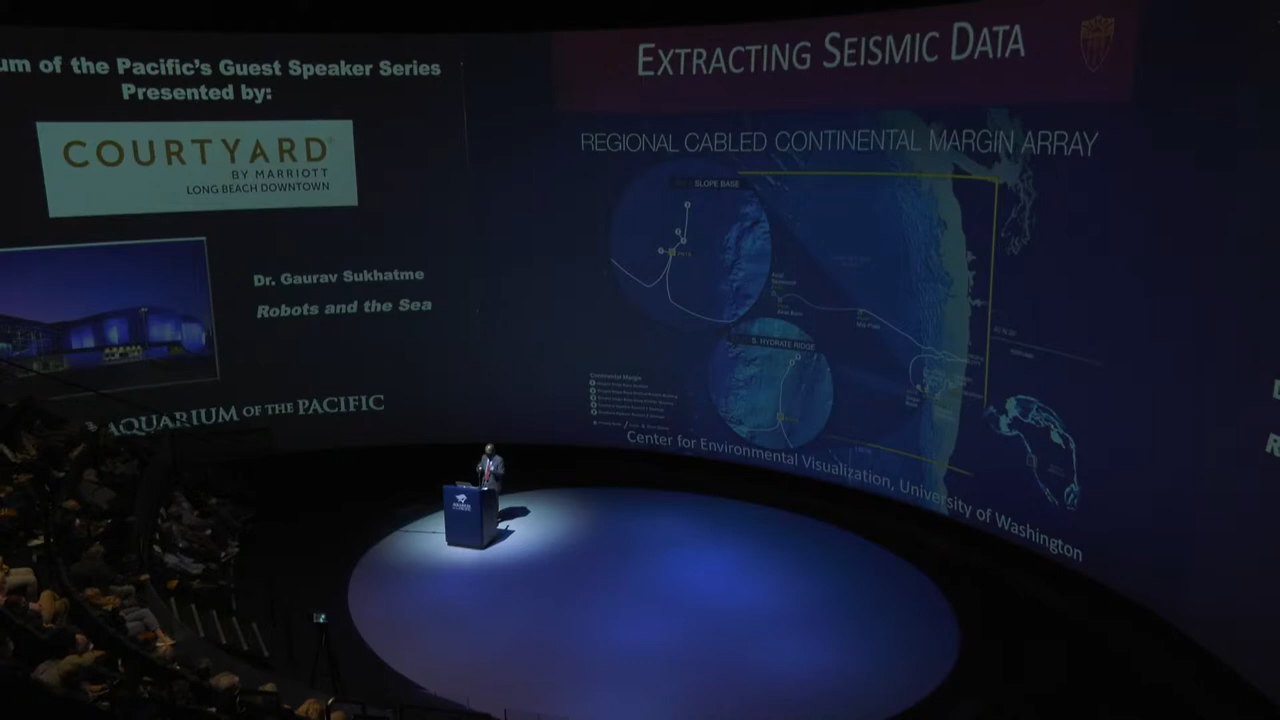 um of the Pacific's Guest Speaker Series
Presented by:
COURTYARD
BY MARRIOTT
LONG BEACH DOWNTOWN
Dr. Gaurav Sukhatme
Robots and the Sea
AQUARIUM OF THE PACIFIC
EXTRACTING SEISMIC DATA
REGIONAL CABLED CONTINENTAL MARGIN ARRAY
SLOPE BASE
S. HYDRATE RIDGE
Continental Margin
Center for Environmental Visualization, University of Washington